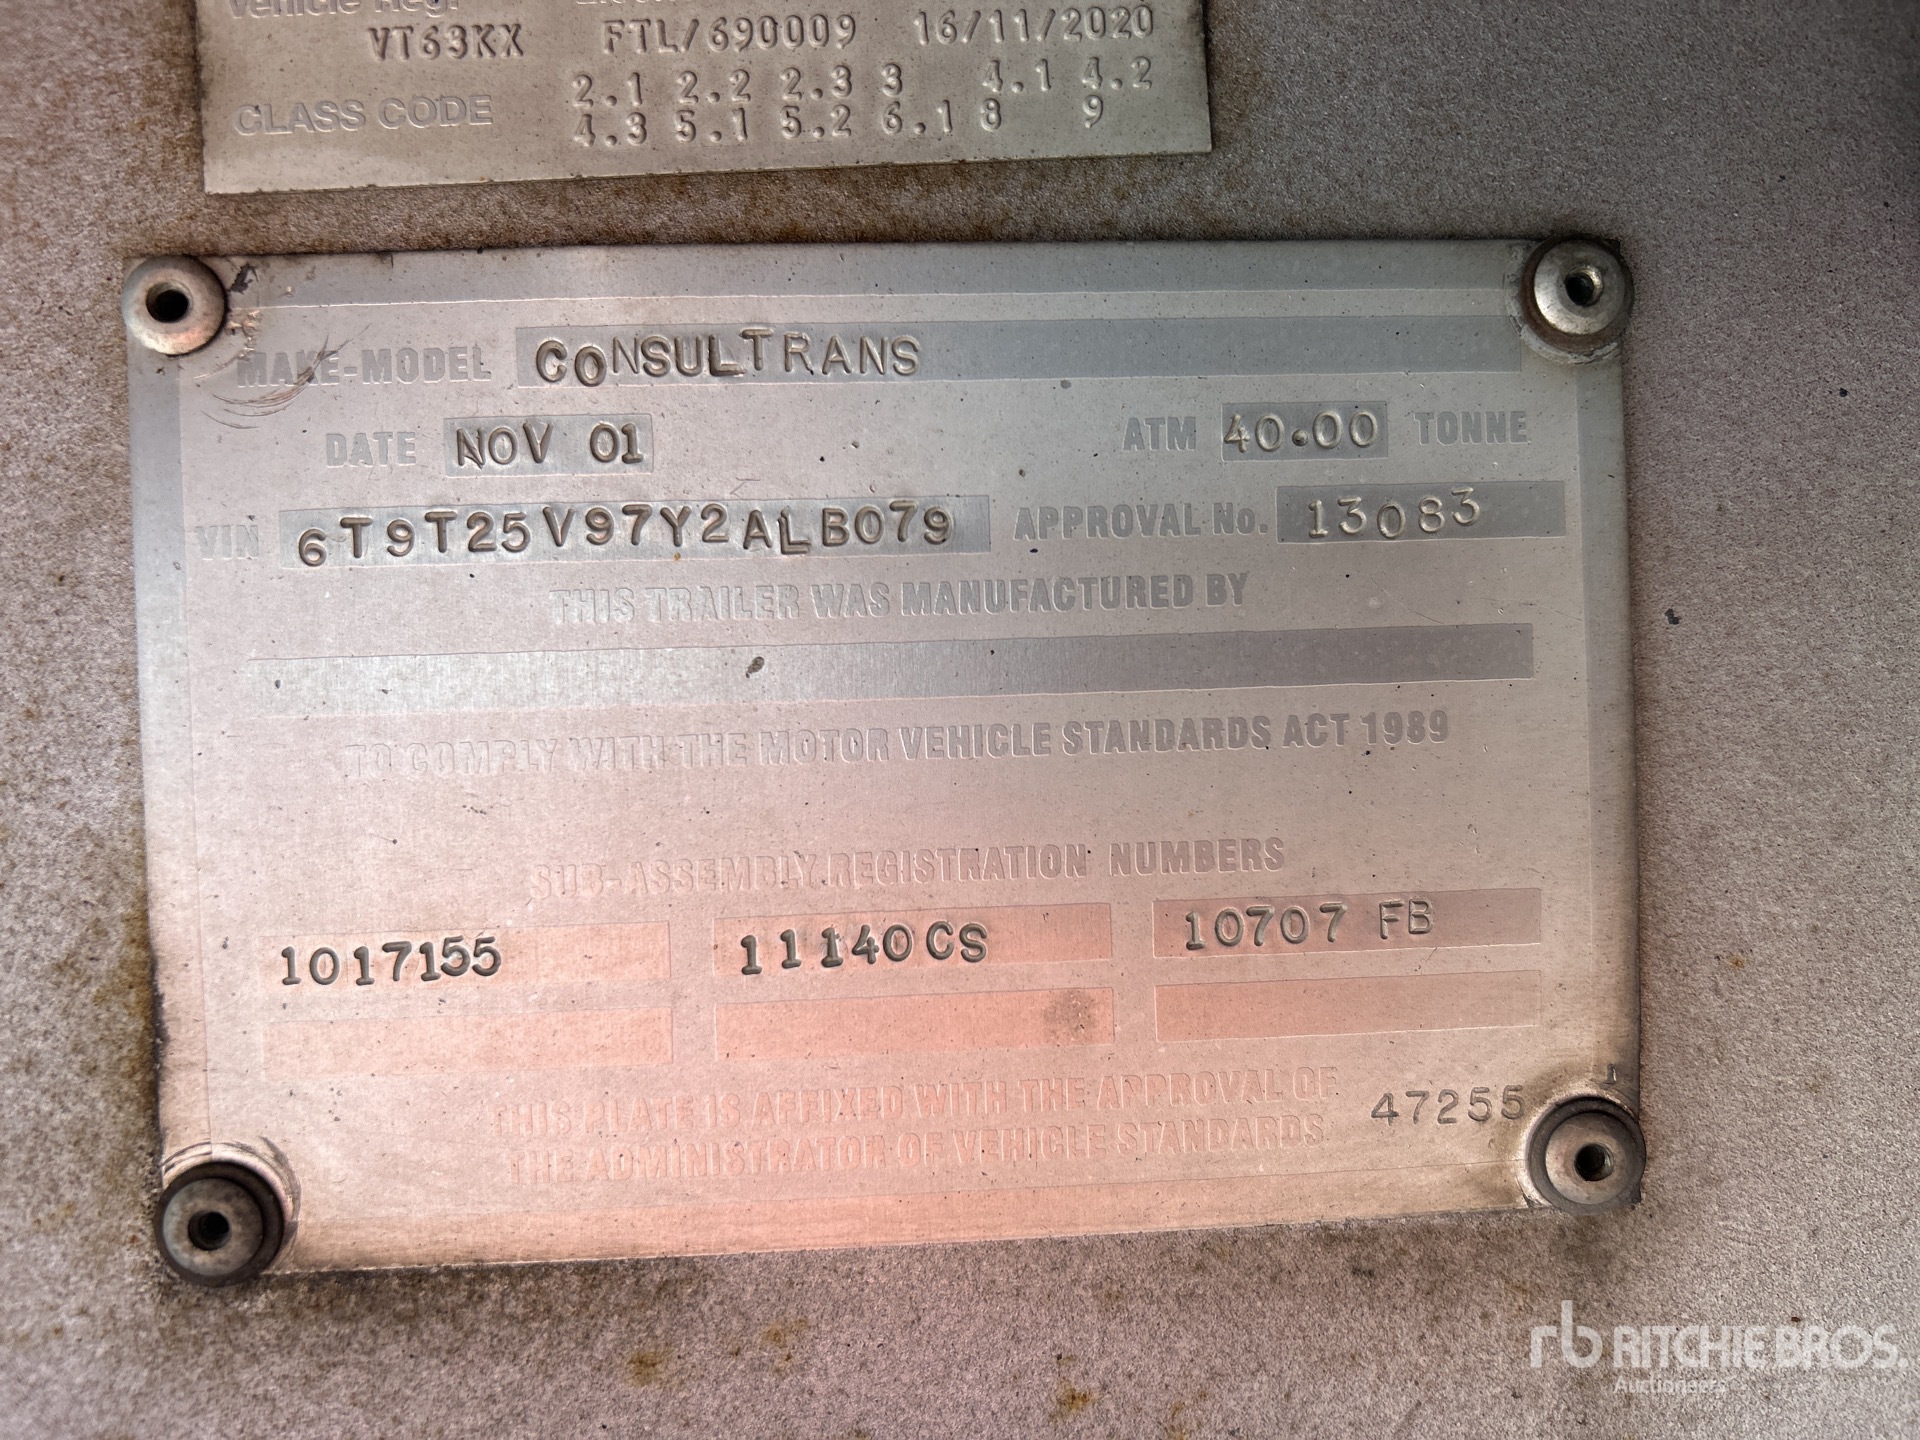 Vehicle Regn
VT63KX FTL/690009 16/11/2020
CLASS CODE 2.1 2.2 2.3 3 4.1 4.2
4.3 5.1 5.2 6.1 8 9
MAKE-MODEL CONSULTRANS
DATE NOV 01 ATM 40.00 TONNE
VIN 6T9T25V97Y2ALB079 APPROVAL No. 13083
THIS TRAILER WAS MANUFACTURED BY
TO COMPLY WITH THE MOTOR VEHICLE STANDARDS ACT 1989
SUB-ASSEMBLY REGISTRATION NUMBERS
1017155 11140CS 10707 FB
THIS PLATE IS AFFIXED WITH THE APPROVAL OF
THE ADMINISTRATOR OF VEHICLE STANDARDS
47255
rb RITCHIE BROS.
Auctioneers